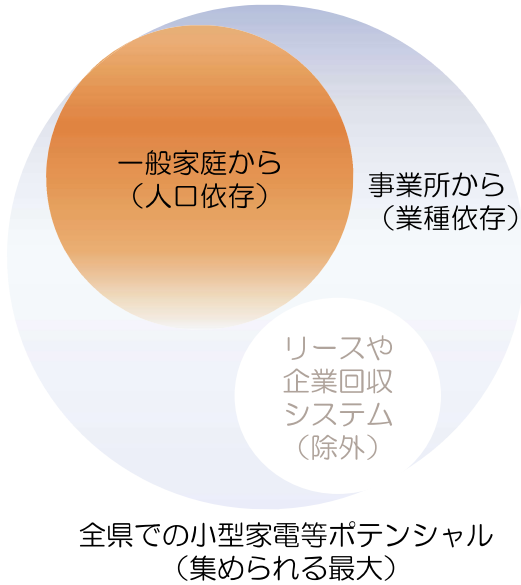 一般家庭から
（人口依存）
事業所から
（業種依存）
リースや
企業回収
システム
（除外）
全県での小型家電等ポテンシャル
（集められる最大）